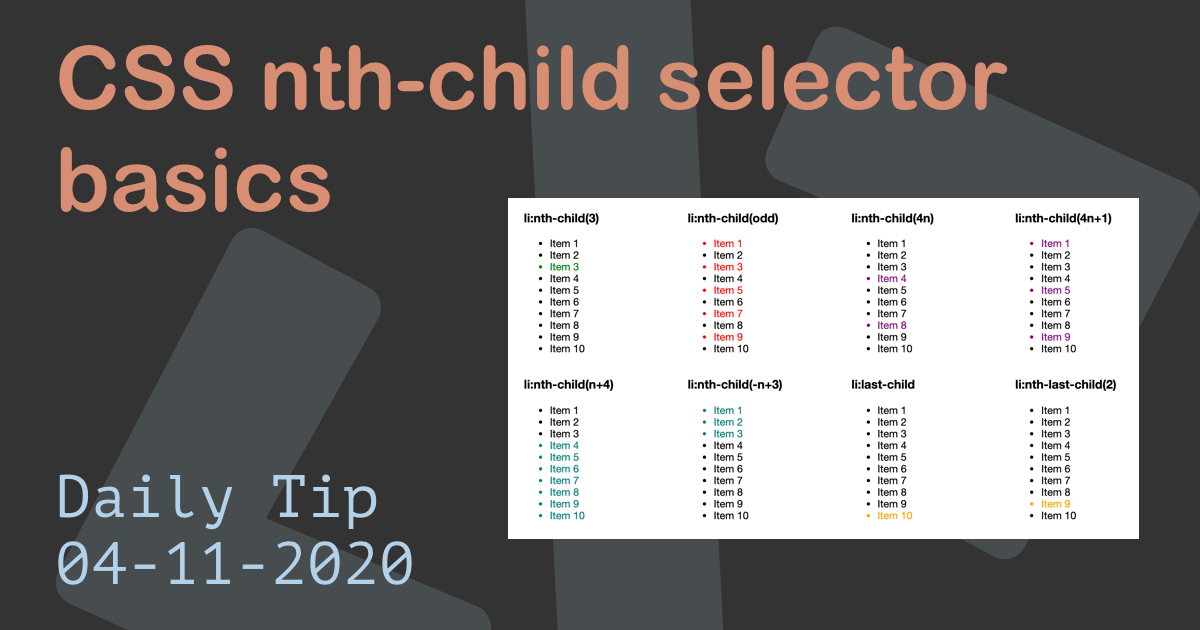 CSS nth-child selector
basics
li:nth-child(3)
• Item 1
• Item 2
• Item 3
• Item 4
• Item 5
• Item 6
• Item 7
• Item 8
• Item 9
• Item 10
li:nth-child(odd)
• Item 1
• Item 2
• Item 3
• Item 4
• Item 5
• Item 6
• Item 7
• Item 8
• Item 9
• Item 10
li:nth-child(4n)
• Item 1
• Item 2
• Item 3
• Item 4
• Item 5
• Item 6
• Item 7
• Item 8
• Item 9
• Item 10
li:nth-child(4n+1)
• Item 1
• Item 2
• Item 3
• Item 4
• Item 5
• Item 6
• Item 7
• Item 8
• Item 9
• Item 10
li:nth-child(n+4)
• Item 1
• Item 2
• Item 3
• Item 4
• Item 5
• Item 6
• Item 7
• Item 8
• Item 9
• Item 10
li:nth-child(-n+3)
• Item 1
• Item 2
• Item 3
• Item 4
• Item 5
• Item 6
• Item 7
• Item 8
• Item 9
• Item 10
li:last-child
• Item 1
• Item 2
• Item 3
• Item 4
• Item 5
• Item 6
• Item 7
• Item 8
• Item 9
• Item 10
li:nth-last-child(2)
• Item 1
• Item 2
• Item 3
• Item 4
• Item 5
• Item 6
• Item 7
• Item 8
• Item 9
• Item 10
Daily Tip
04-11-2020